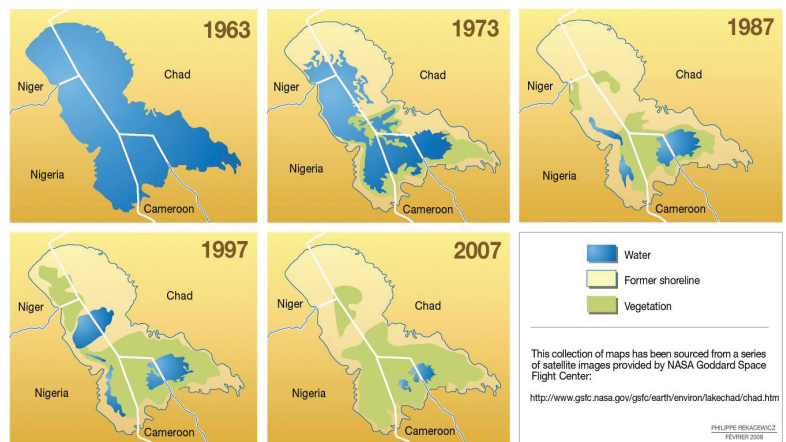 1963
Chad
Niger
Nigeria
Cameroon
1973
Chad
Niger
Nigeria
Cameroon
1987
Chad
Niger
Nigeria
Cameroon
1997
Chad
Niger
Nigeria
Cameroon
2007
Chad
Niger
Nigeria
Cameroon
Water
Former shoreline
Vegetation
This collection of maps has been sourced from a series
of satellite images provided by NASA Goddard Space
Flight Center:
http://www.gsfc.nasa.gov/gsfc/earth/environ/lakechad/chad.htm
PHILIPPE REKACEWICZ
FÉVRIER 2008